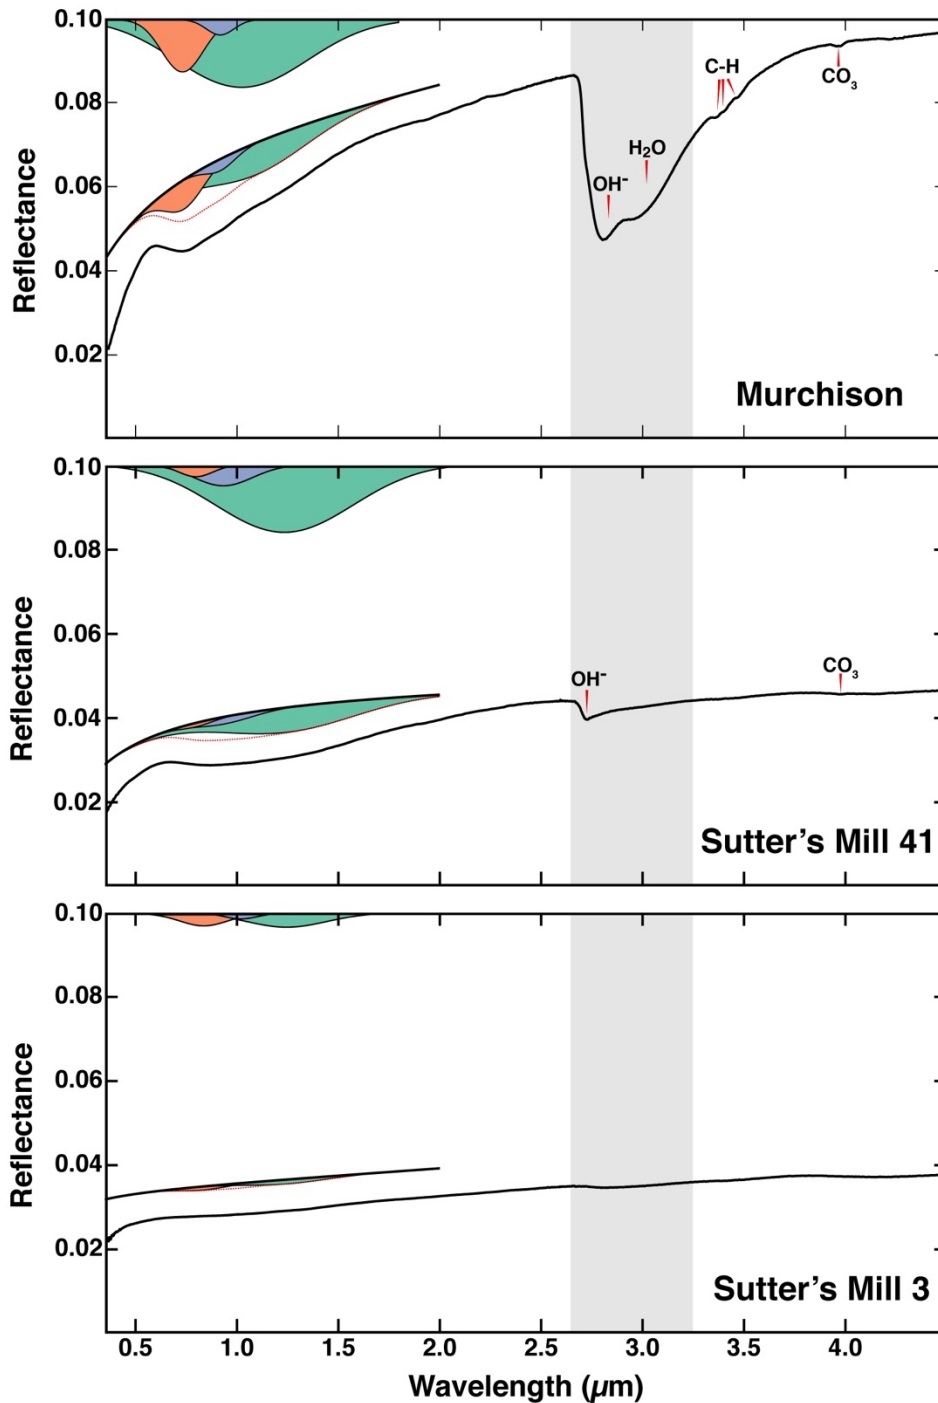 0.10
0.08
0.06
0.04
0.02
Reflectance
C-H
CO₃
H₂O
OH⁻
Murchison
0.10
0.08
0.06
0.04
0.02
Reflectance
OH⁻
CO₃
Sutter’s Mill 41
0.10
0.08
0.06
0.04
0.02
Reflectance
Sutter’s Mill 3
0.5 1.0 1.5 2.0 2.5 3.0 3.5 4.0
Wavelength (μm)